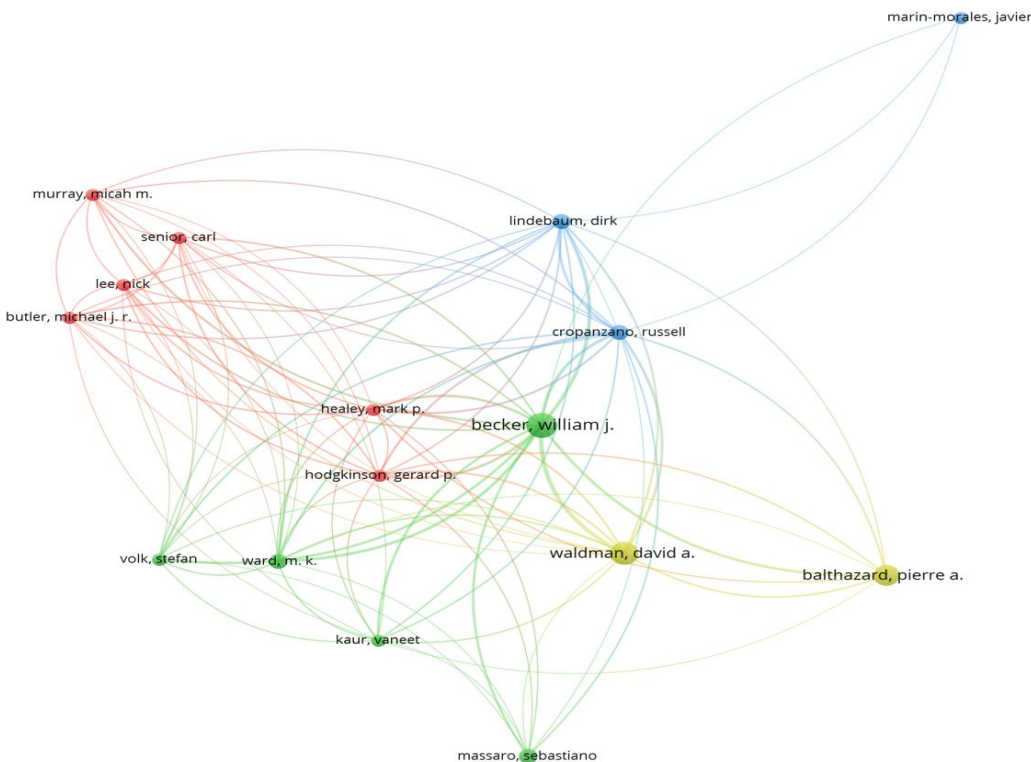 marin-morales, javier
murray, micah m.
lindebaum, dirk
senior, carl
lee, nick
butler, michael j. r.
cropanzano, russell
healey, mark p.
becker, william j.
hodgkinson, gerard p.
waldman, david a.
volk, stefan
ward, m. k.
balthazard, pierre a.
kaur, vaneet
massaro, sebastiano